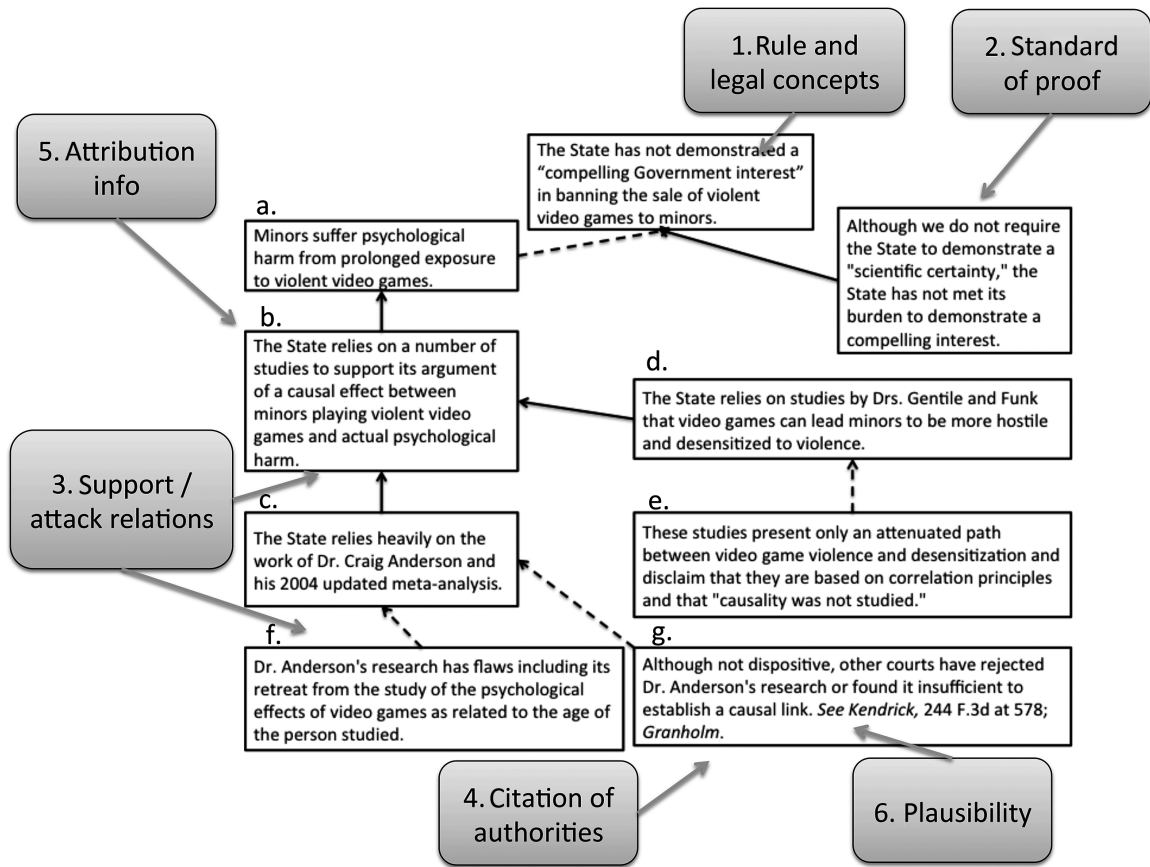 1. Rule and
legal concepts
2. Standard
of proof
5. Attribution
info
The State has not demonstrated a
“compelling Government interest”
in banning the sale of violent
video games to minors.
a.
Minors suffer psychological
harm from prolonged exposure
to violent video games.
Although we do not require
the State to demonstrate a
"scientific certainty," the
State has not met its
burden to demonstrate a
compelling interest.
b.
The State relies on a number of
studies to support its argument
of a causal effect between
minors playing violent video
games and actual psychological
harm.
d.
The State relies on studies by Drs. Gentile and Funk
that video games can lead minors to be more hostile
and desensitized to violence.
3. Support /
attack relations
c.
The State relies heavily on the
work of Dr. Craig Anderson and
his 2004 updated meta-analysis.
e.
These studies present only an attenuated path
between video game violence and desensitization and
disclaim that they are based on correlation principles
and that "causality was not studied."
f.
Dr. Anderson's research has flaws including its
retreat from the study of the psychological
effects of video games as related to the age of
the person studied.
g.
Although not dispositive, other courts have rejected
Dr. Anderson's research or found it insufficient to
establish a causal link. See Kendrick, 244 F.3d at 578;
Granholm.
4. Citation of
authorities
6. Plausibility